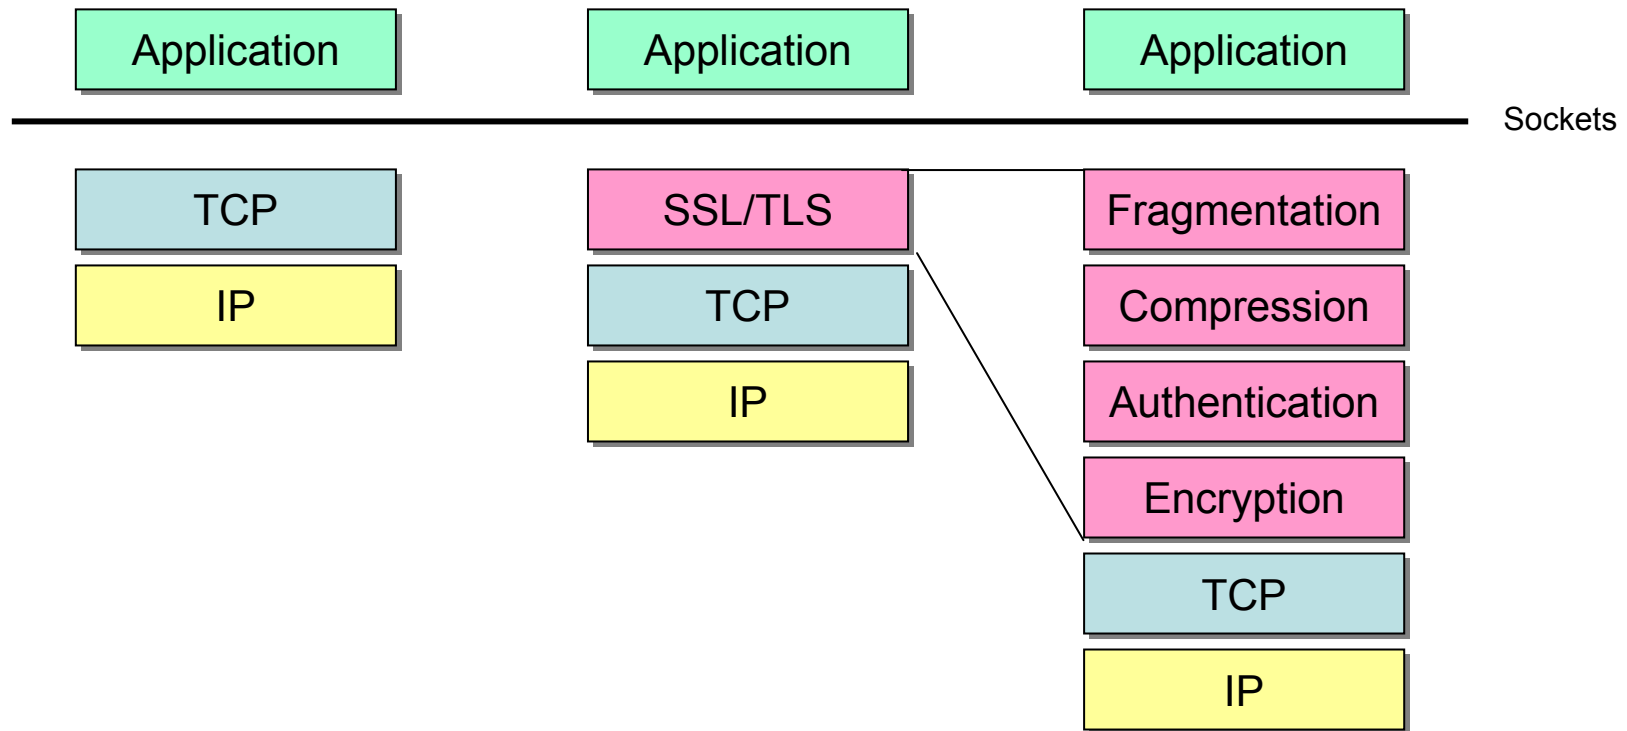 Application
Application
Application
Sockets
TCP
SSL/TLS
Fragmentation
IP
TCP
Compression
IP
Authentication
Encryption
TCP
IP